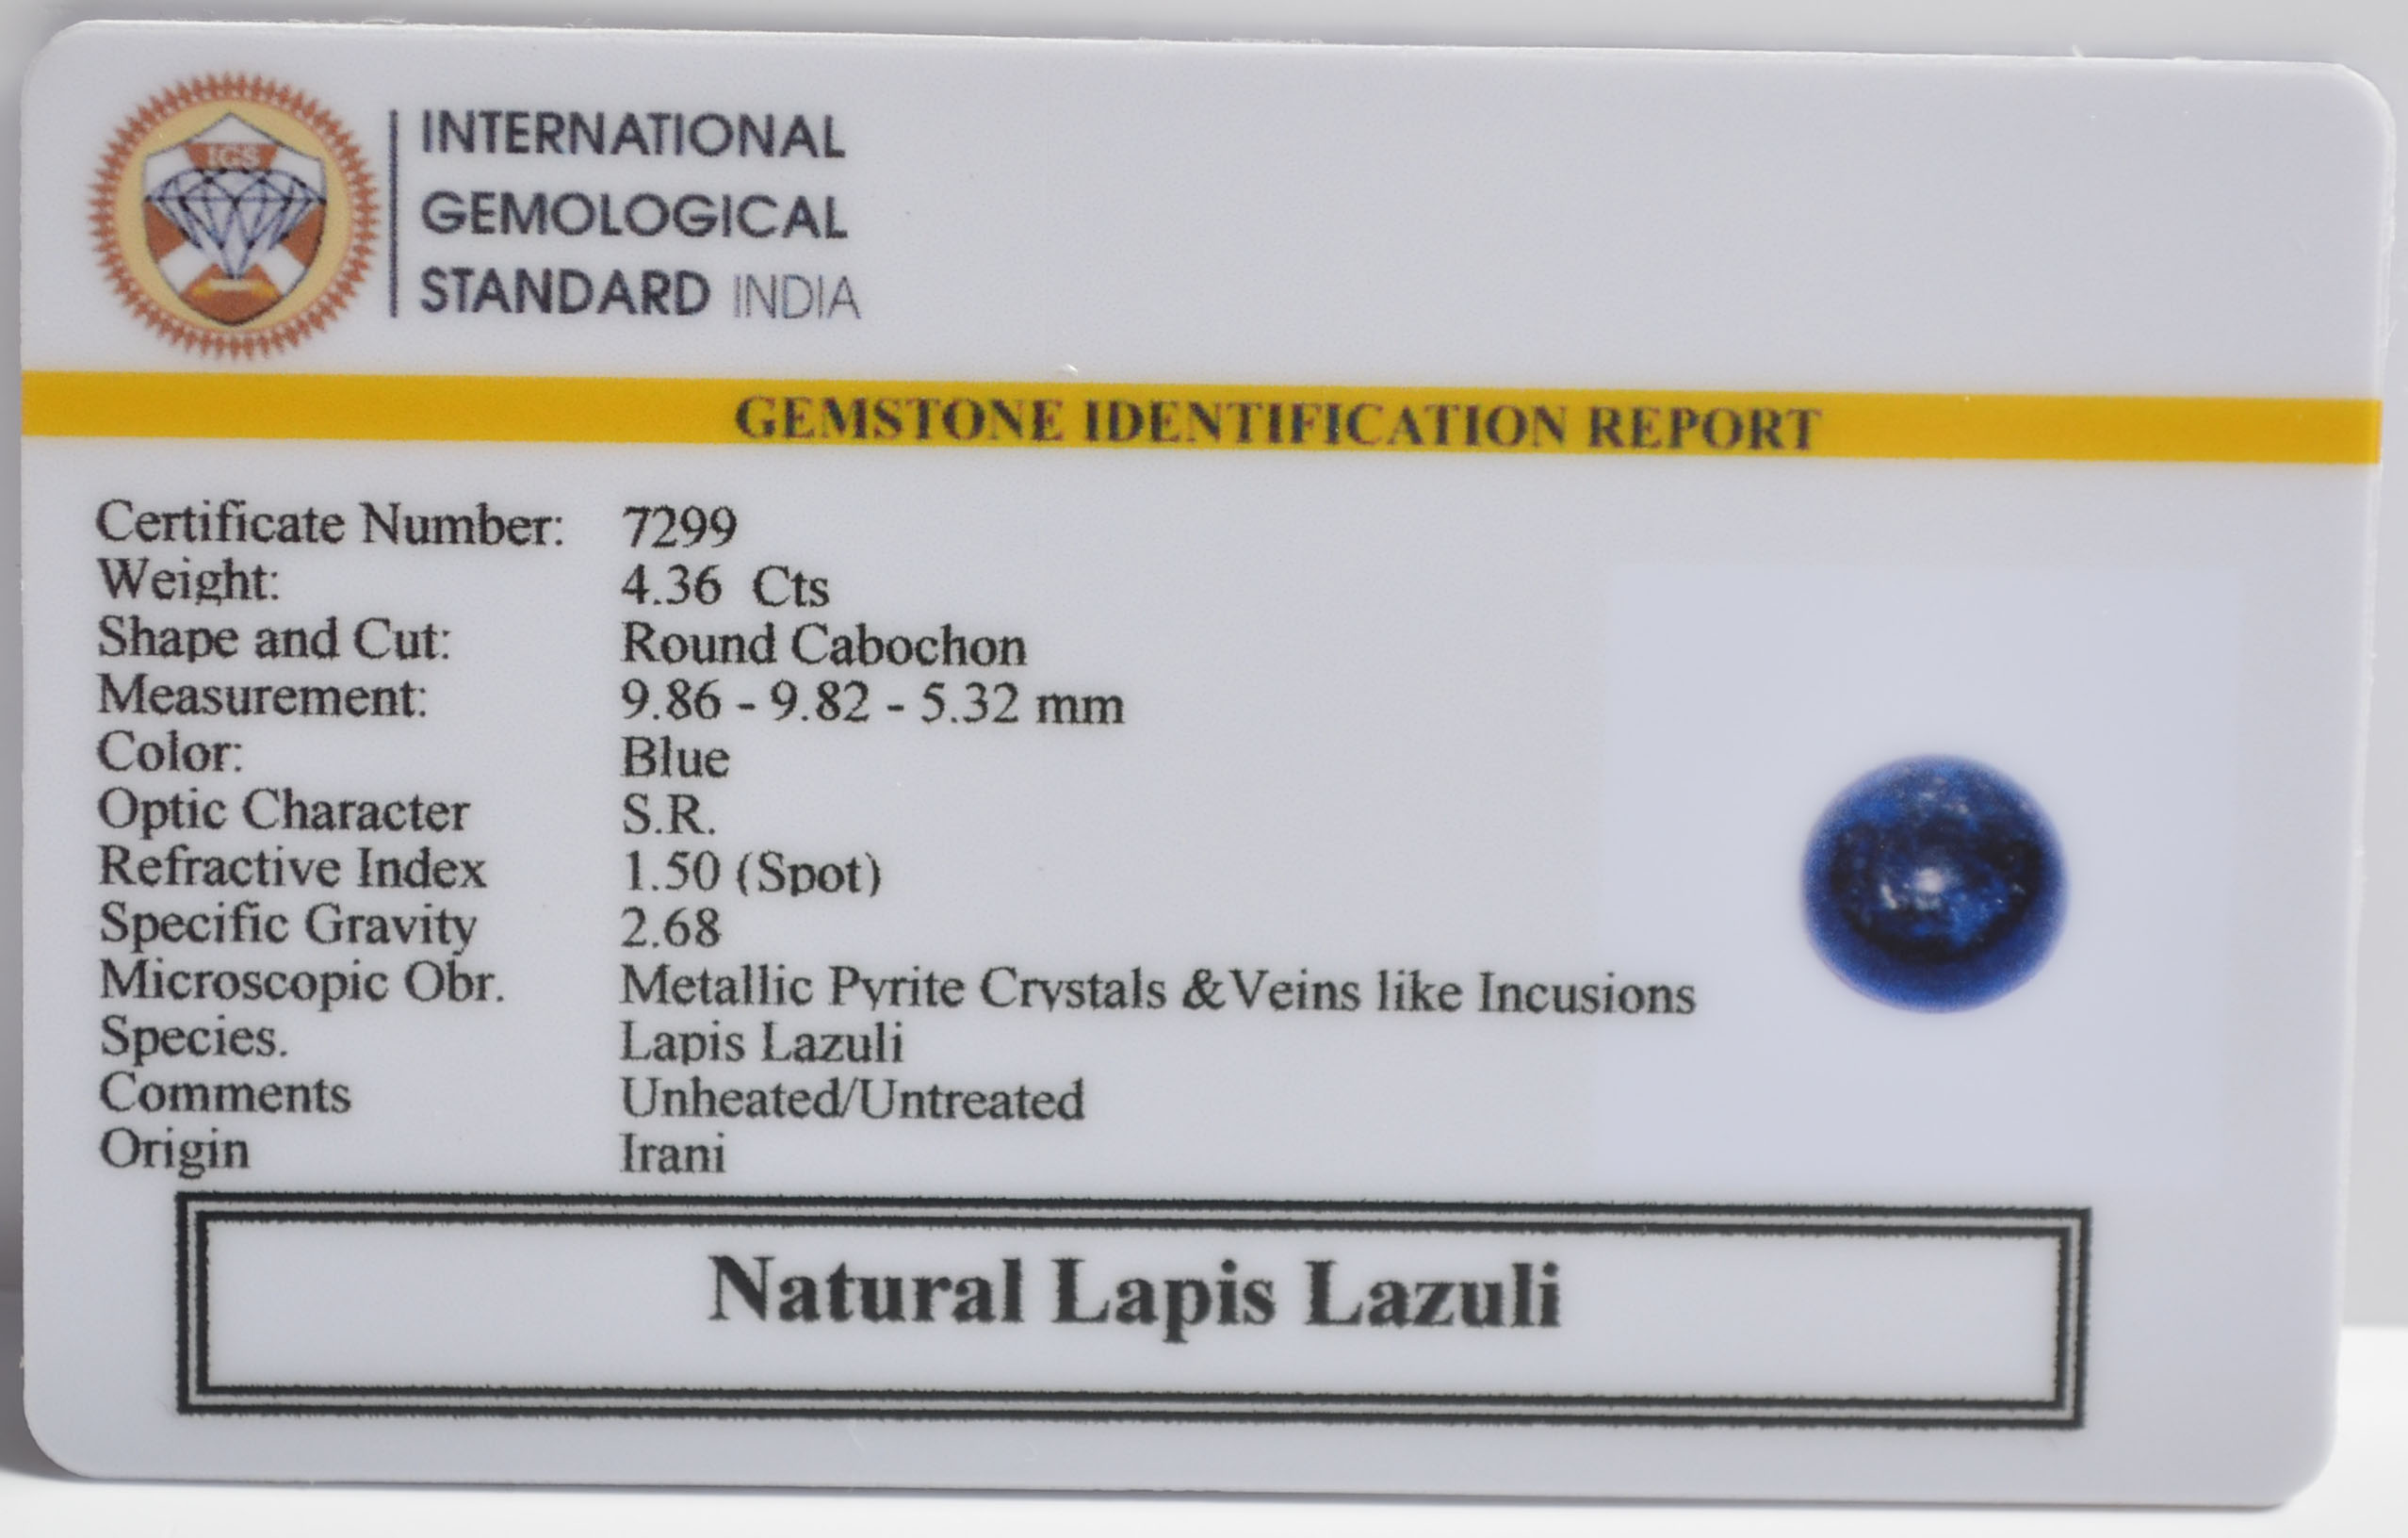 IGS
INTERNATIONAL
GEMOLOGICAL
STANDARD INDIA
GEMSTONE IDENTIFICATION REPORT
Certificate Number: 7299
Weight: 4.36 Cts
Shape and Cut: Round Cabochon
Measurement: 9.86 - 9.82 - 5.32 mm
Color: Blue
Optic Character S.R.
Refractive Index 1.50 (Spot)
Specific Gravity 2.68
Microscopic Obr. Metallic Pyrite Crystals &Veins like Incusions
Species. Lapis Lazuli
Comments Unheated/Untreated
Origin Irani
Natural Lapis Lazuli